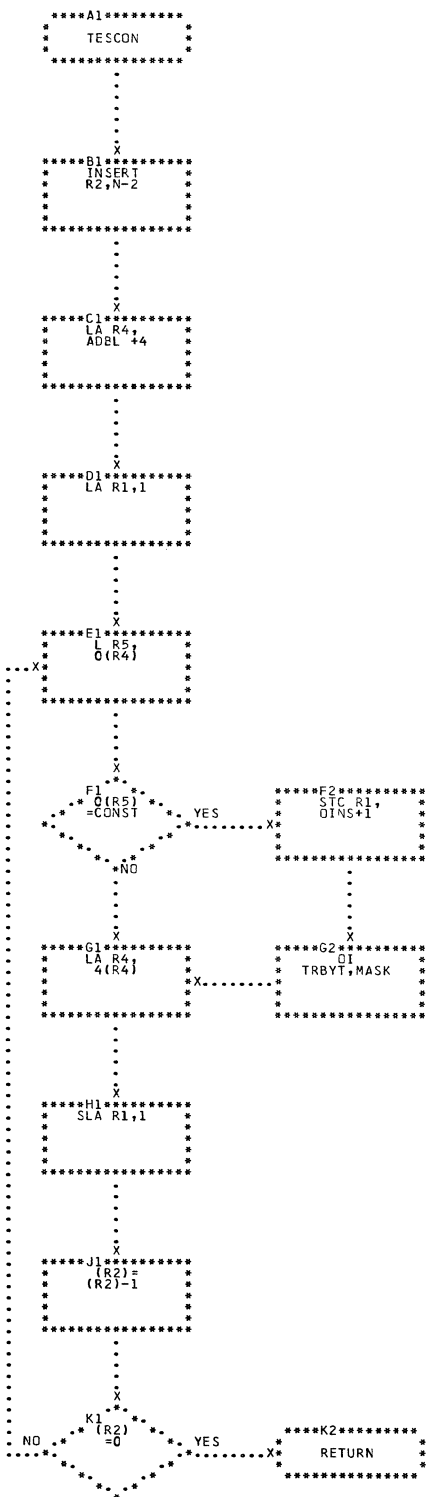 A1
TESCON
B1
INSERT
R2,N-2
C1
LA R4,
ADBL +4
D1
LA R1,1
E1
L R5,
0(R4)
F1
0(R5)
=CONST
YES
NO
F2
STC R1,
OINS+1
G1
LA R4,
4(R4)
G2
OI
TRBYT,MASK
H1
SLA R1,1
J1
(R2)=
(R2)-1
K1
(R2)
=0
NO
YES
K2
RETURN